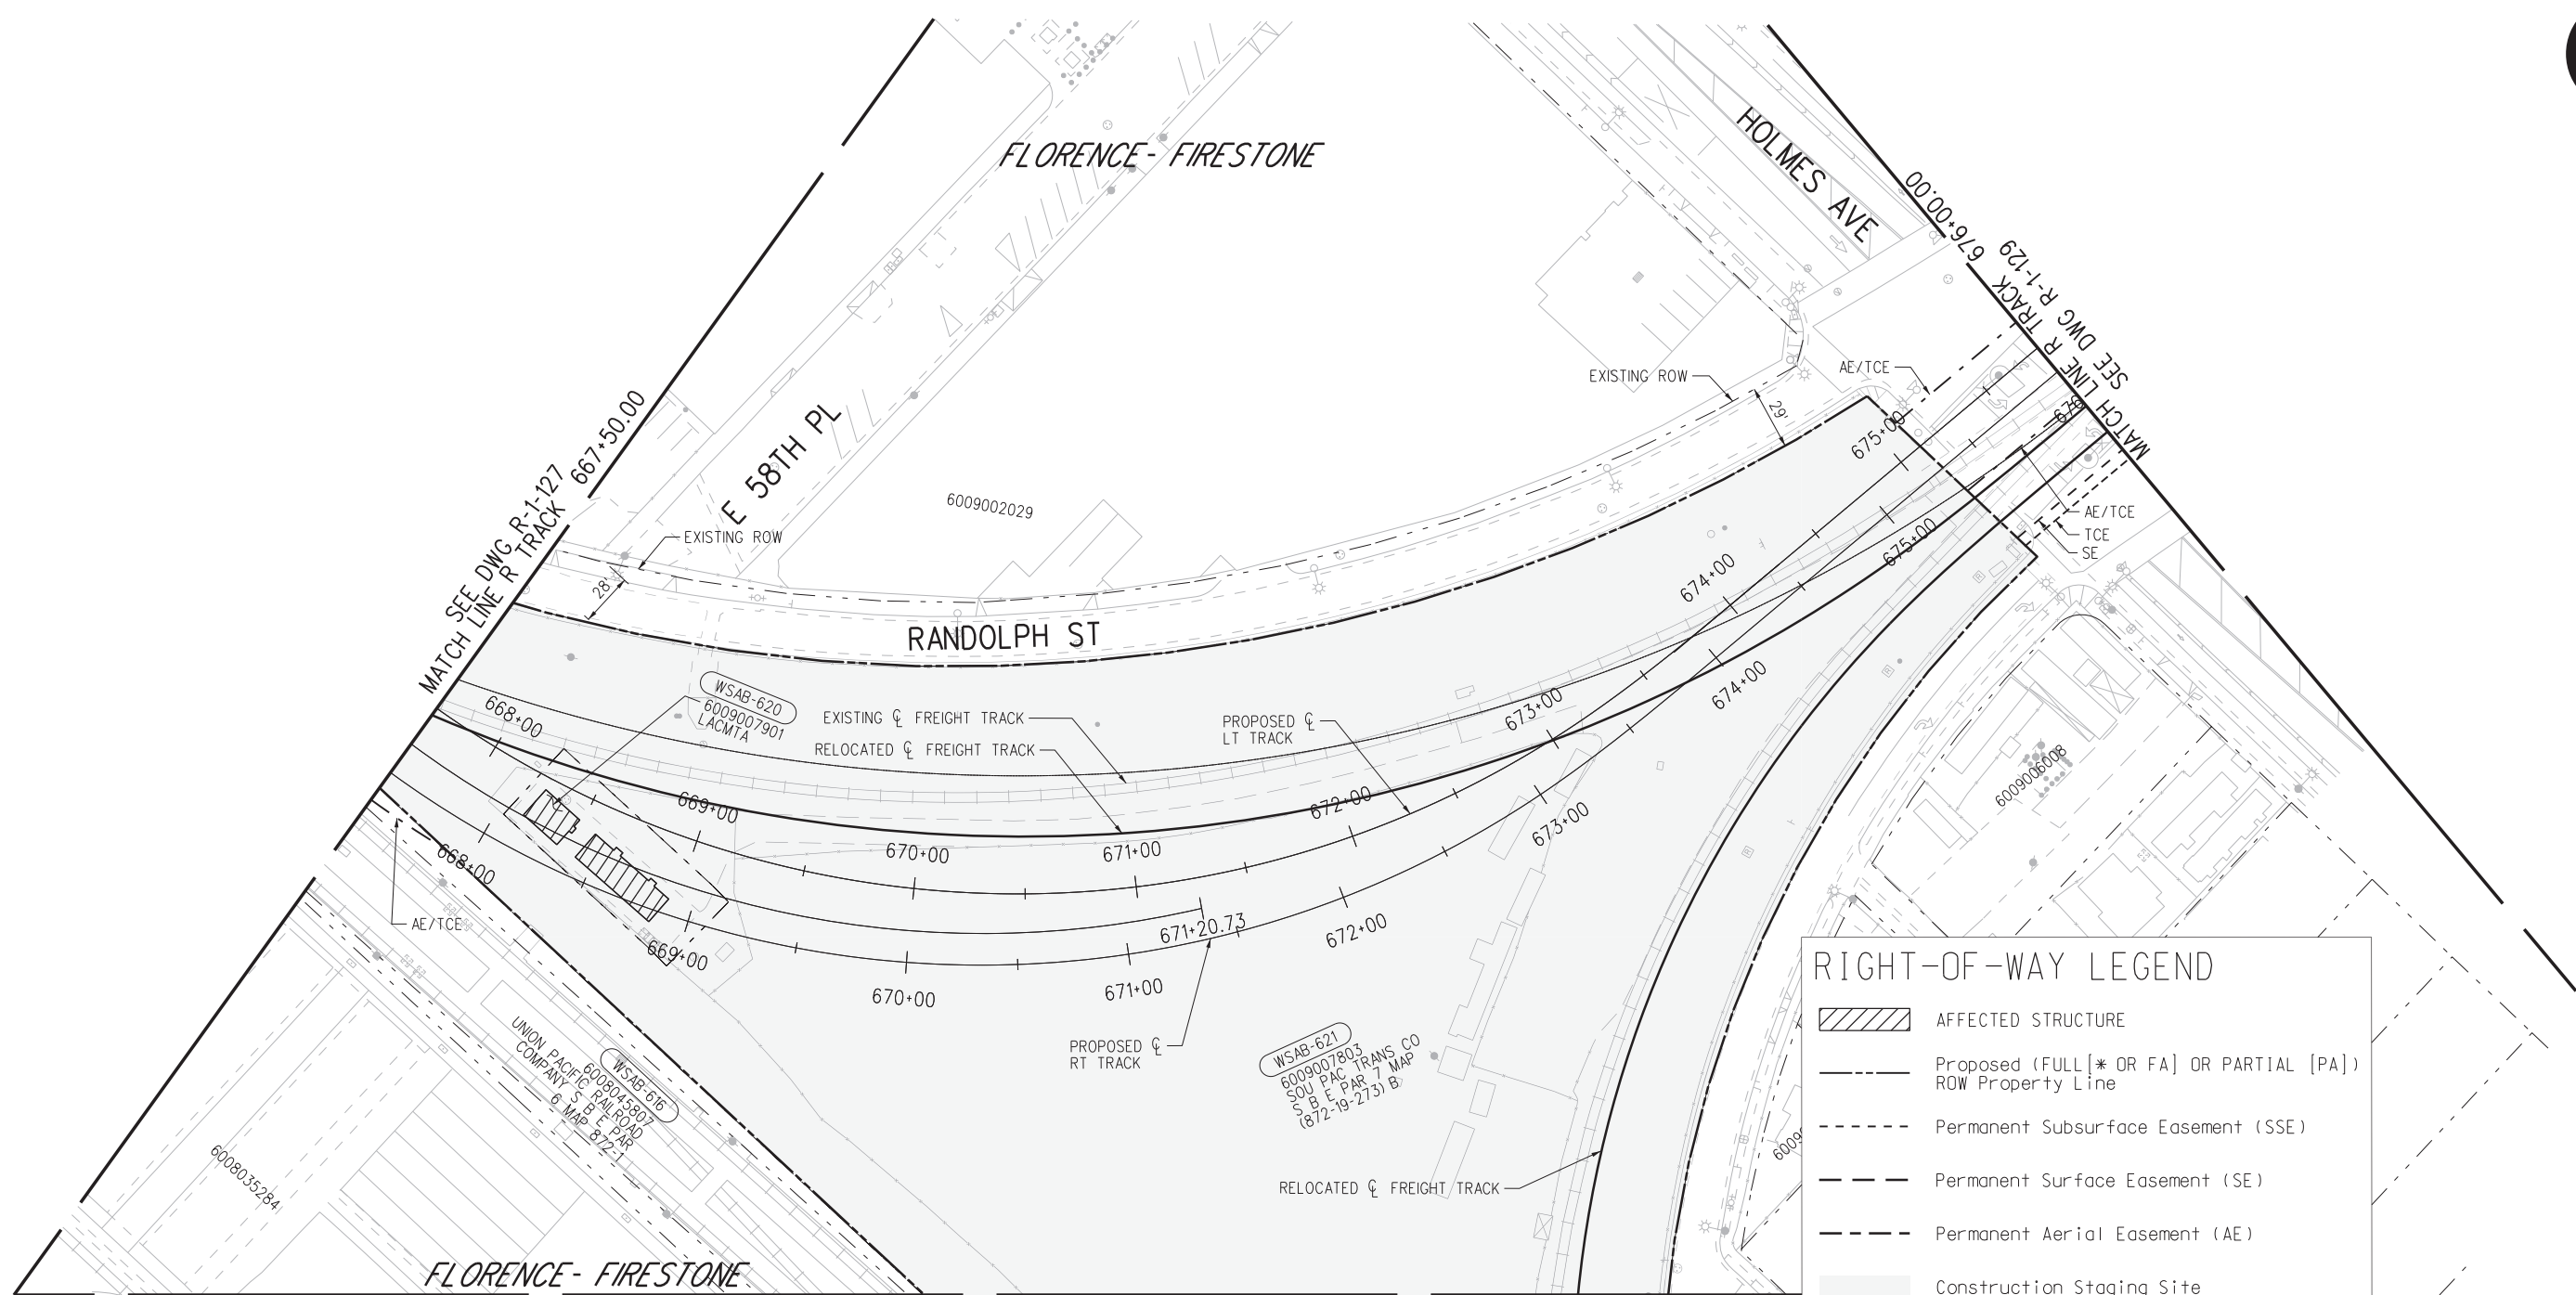 FLORENCE- FIRESTONE
HOLMES AVE
676+00.00
MATCH LINE R TRACK
SEE DWG R-1-129
SEE DWG R-1-127
MATCH LINE R TRACK
667+50.00
E 58TH PL
EXISTING ROW
28'
6009002029
RANDOLPH ST
EXISTING ROW
29'
AE/TCE
675+00
676
AE/TCE
TCE
SE
675+00
674+00
674+00
673+00
673+00
WSAB-620
6009007901
LACMTA
EXISTING ℄ FREIGHT TRACK
RELOCATED ℄ FREIGHT TRACK
PROPOSED ℄
LT TRACK
668+00
669+00
670+00
671+00
672+00
668+00
669+00
670+00
671+00
671+20.73
672+00
AE/TCE
PROPOSED ℄
RT TRACK
WSAB-621
6009007803
SOU PAC TRANS CO
S B E PAR 7 MAP
(872-19-273) B
WSAB-616
6008045807
UNION PACIFIC RAILROAD
COMPANY S B E PAR
6 MAP 872-1
6008035284
6009006008
6009
RELOCATED ℄ FREIGHT TRACK
FLORENCE- FIRESTONE
RIGHT-OF-WAY LEGEND
AFFECTED STRUCTURE
Proposed (FULL[* OR FA] OR PARTIAL [PA])
ROW Property Line
Permanent Subsurface Easement (SSE)
Permanent Surface Easement (SE)
Permanent Aerial Easement (AE)
Construction Staging Site